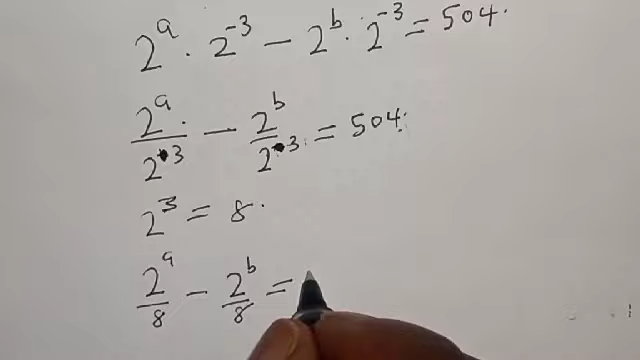 2^a · 2^-3 - 2^b · 2^-3 = 504.
2^a/2^3 - 2^b/2^3 = 504.
2^3 = 8.
2^a/8 - 2^b/8 =